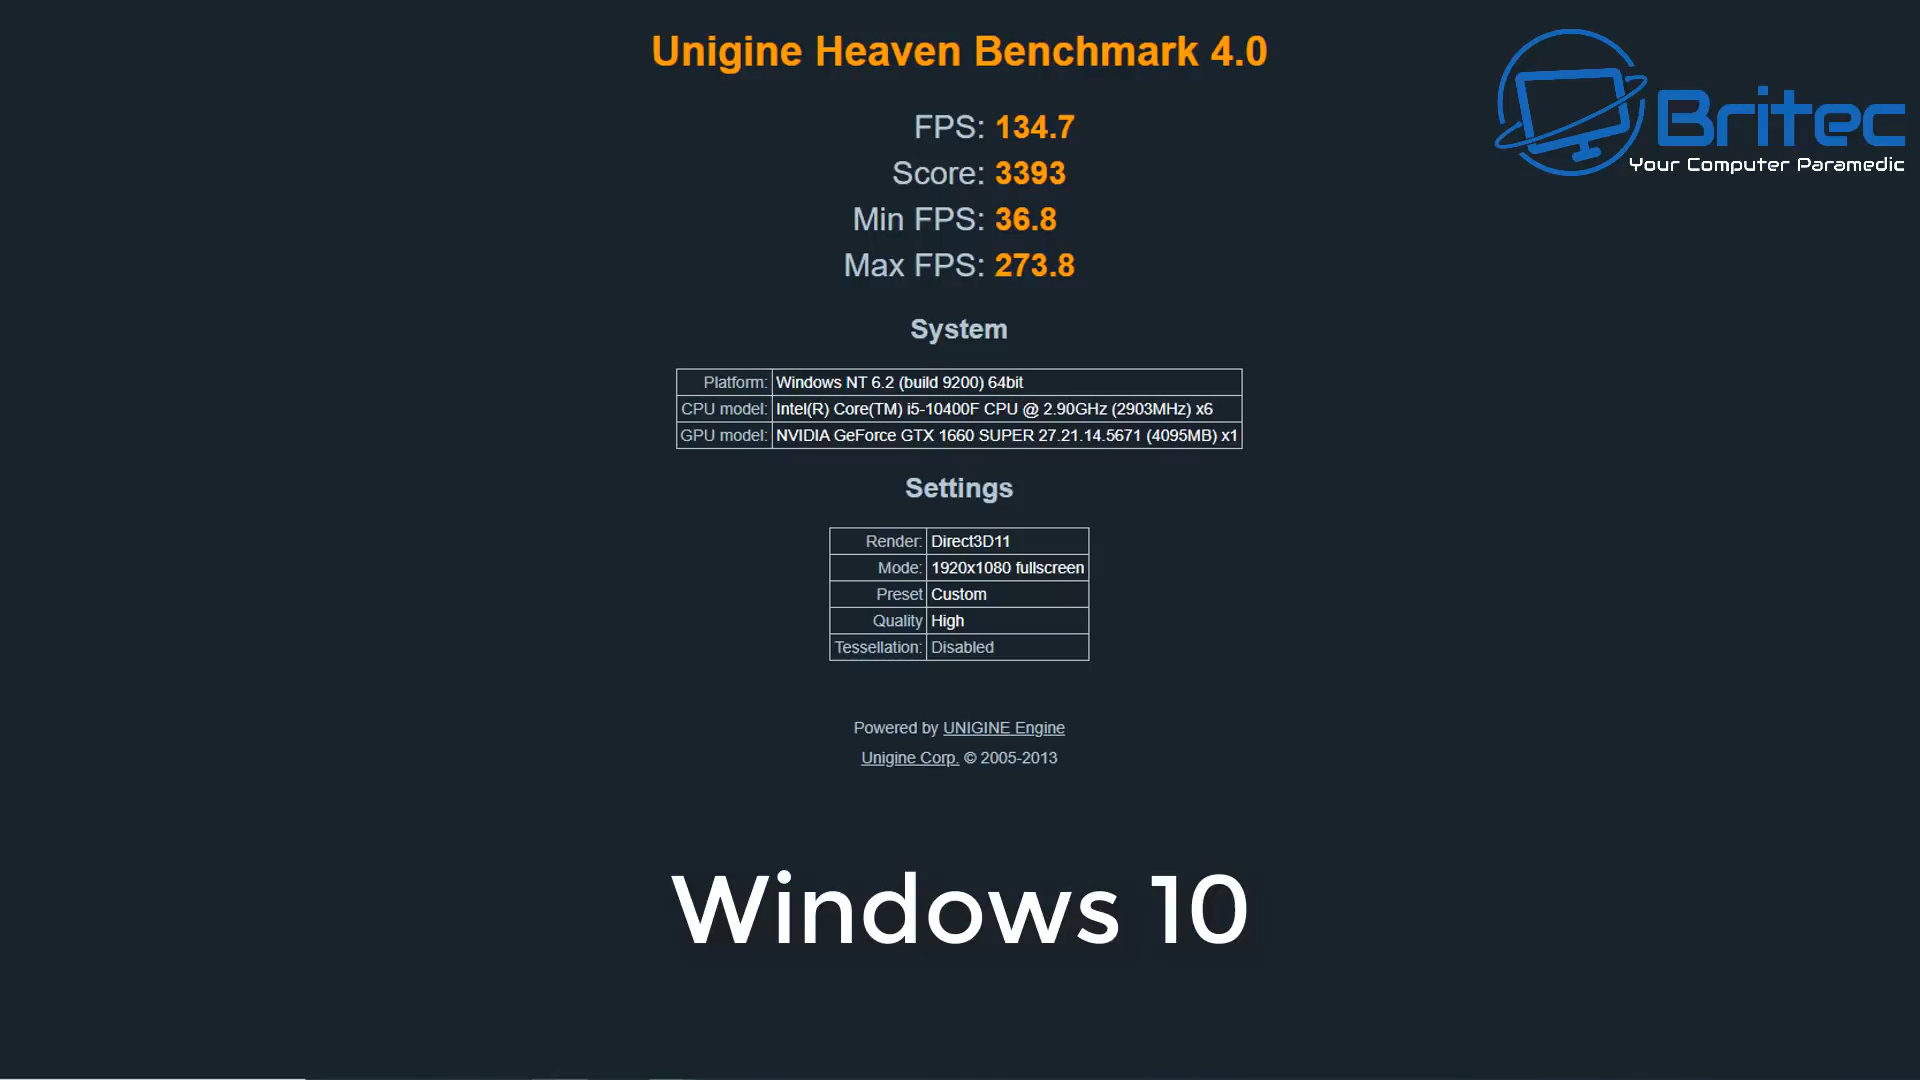 Unigine Heaven Benchmark 4.0
Britec
Your Computer Paramedic
FPS: 134.7
Score: 3393
Min FPS: 36.8
Max FPS: 273.8
System
Platform: Windows NT 6.2 (build 9200) 64bit
CPU model: Intel(R) Core(TM) i5-10400F CPU @ 2.90GHz (2903MHz) x6
GPU model: NVIDIA GeForce GTX 1660 SUPER 27.21.14.5671 (4095MB) x1
Settings
Render: Direct3D11
Mode: 1920x1080 fullscreen
Preset Custom
Quality High
Tessellation: Disabled
Powered by UNIGINE Engine
Unigine Corp. © 2005-2013
Windows 10